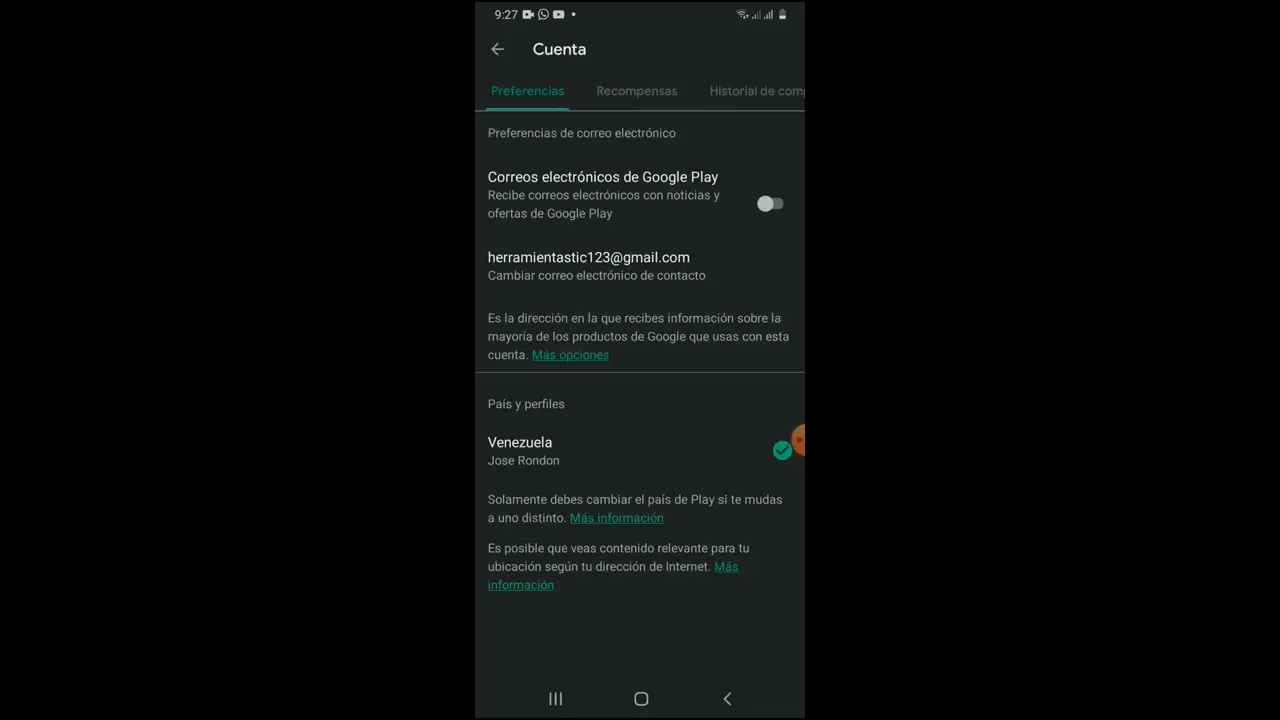 9:27
Cuenta
Preferencias Recompensas Historial de com
Preferencias de correo electrónico
Correos electrónicos de Google Play
Recibe correos electrónicos con noticias y
ofertas de Google Play
herramientastic123@gmail.com
Cambiar correo electrónico de contacto
Es la dirección en la que recibes información sobre la
mayoría de los productos de Google que usas con esta
cuenta. Más opciones
País y perfiles
Venezuela
Jose Rondon
Solamente debes cambiar el país de Play si te mudas
a uno distinto. Más información
Es posible que veas contenido relevante para tu
ubicación según tu dirección de Internet. Más
información